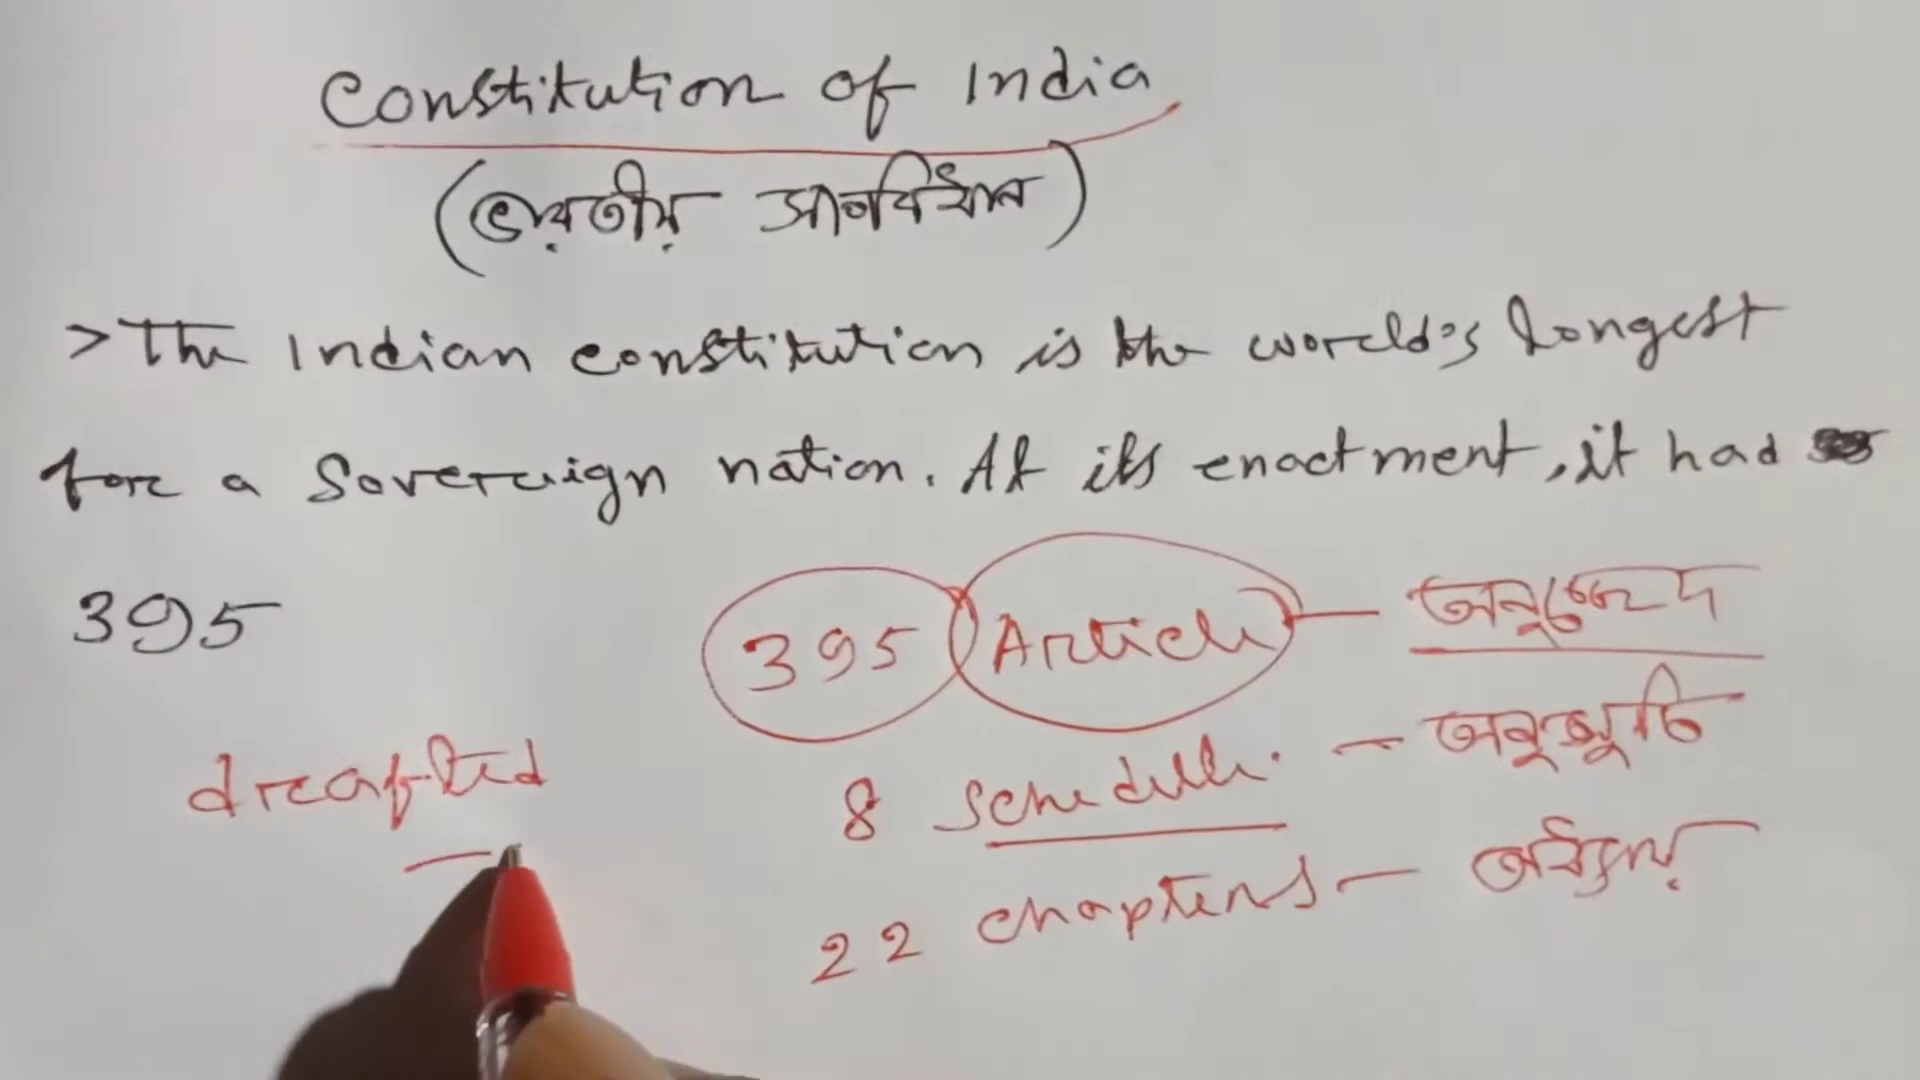 Constitution of India
(ভারতীয় সংবিধান)
> The Indian constitution is the world's longest
for a Sovereign nation. At its enactment, it had
395
395 Article — অনুচ্ছেদ
drafted
8 Schedule. — অনুসূচি
22 chapters — অধ্যায়